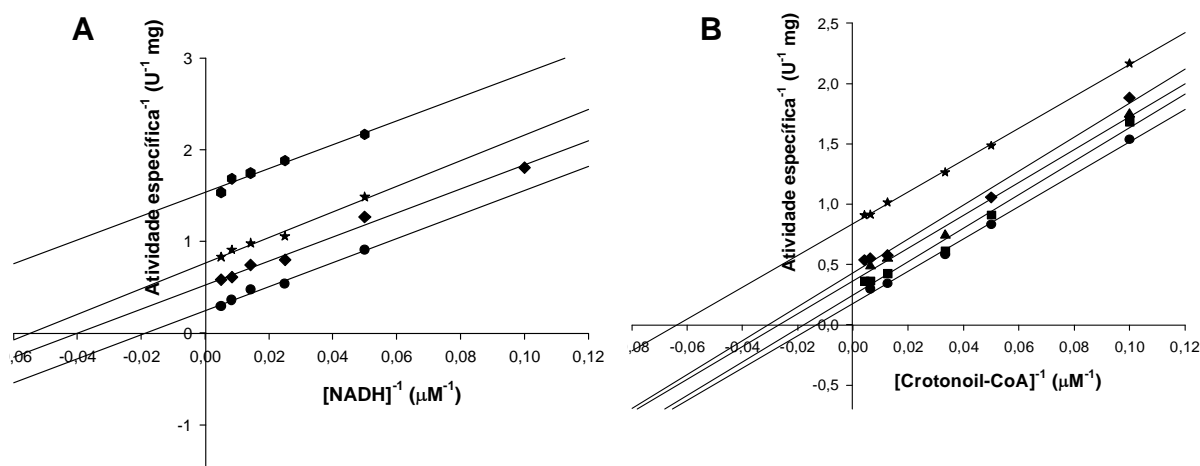 A
Atividade específica⁻¹ (U⁻¹ mg)
3
2
1
0
-1
,06 -0,04 -0,02 0,00 0,02 0,04 0,06 0,08 0,10 0,12
[NADH]⁻¹ (μM⁻¹)
B
Atividade específica⁻¹ (U⁻¹ mg)
2,5
2,0
1,5
1,0
0,5
0,0
-0,5
,08 -0,06 -0,04 -0,02 0,00 0,02 0,04 0,06 0,08 0,10 0,12
[Crotonoil-CoA]⁻¹ (μM⁻¹)